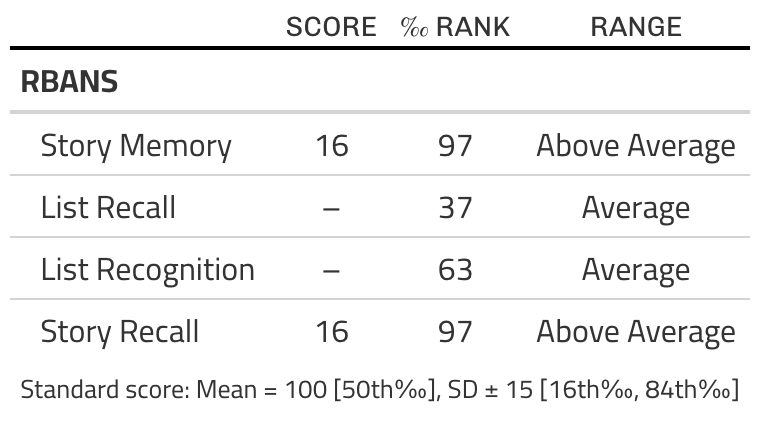 SCORE ‰ RANK RANGE
RBANS
Story Memory 16 97 Above Average
List Recall – 37 Average
List Recognition – 63 Average
Story Recall 16 97 Above Average
Standard score: Mean = 100 [50th‰], SD ± 15 [16th‰, 84th‰]